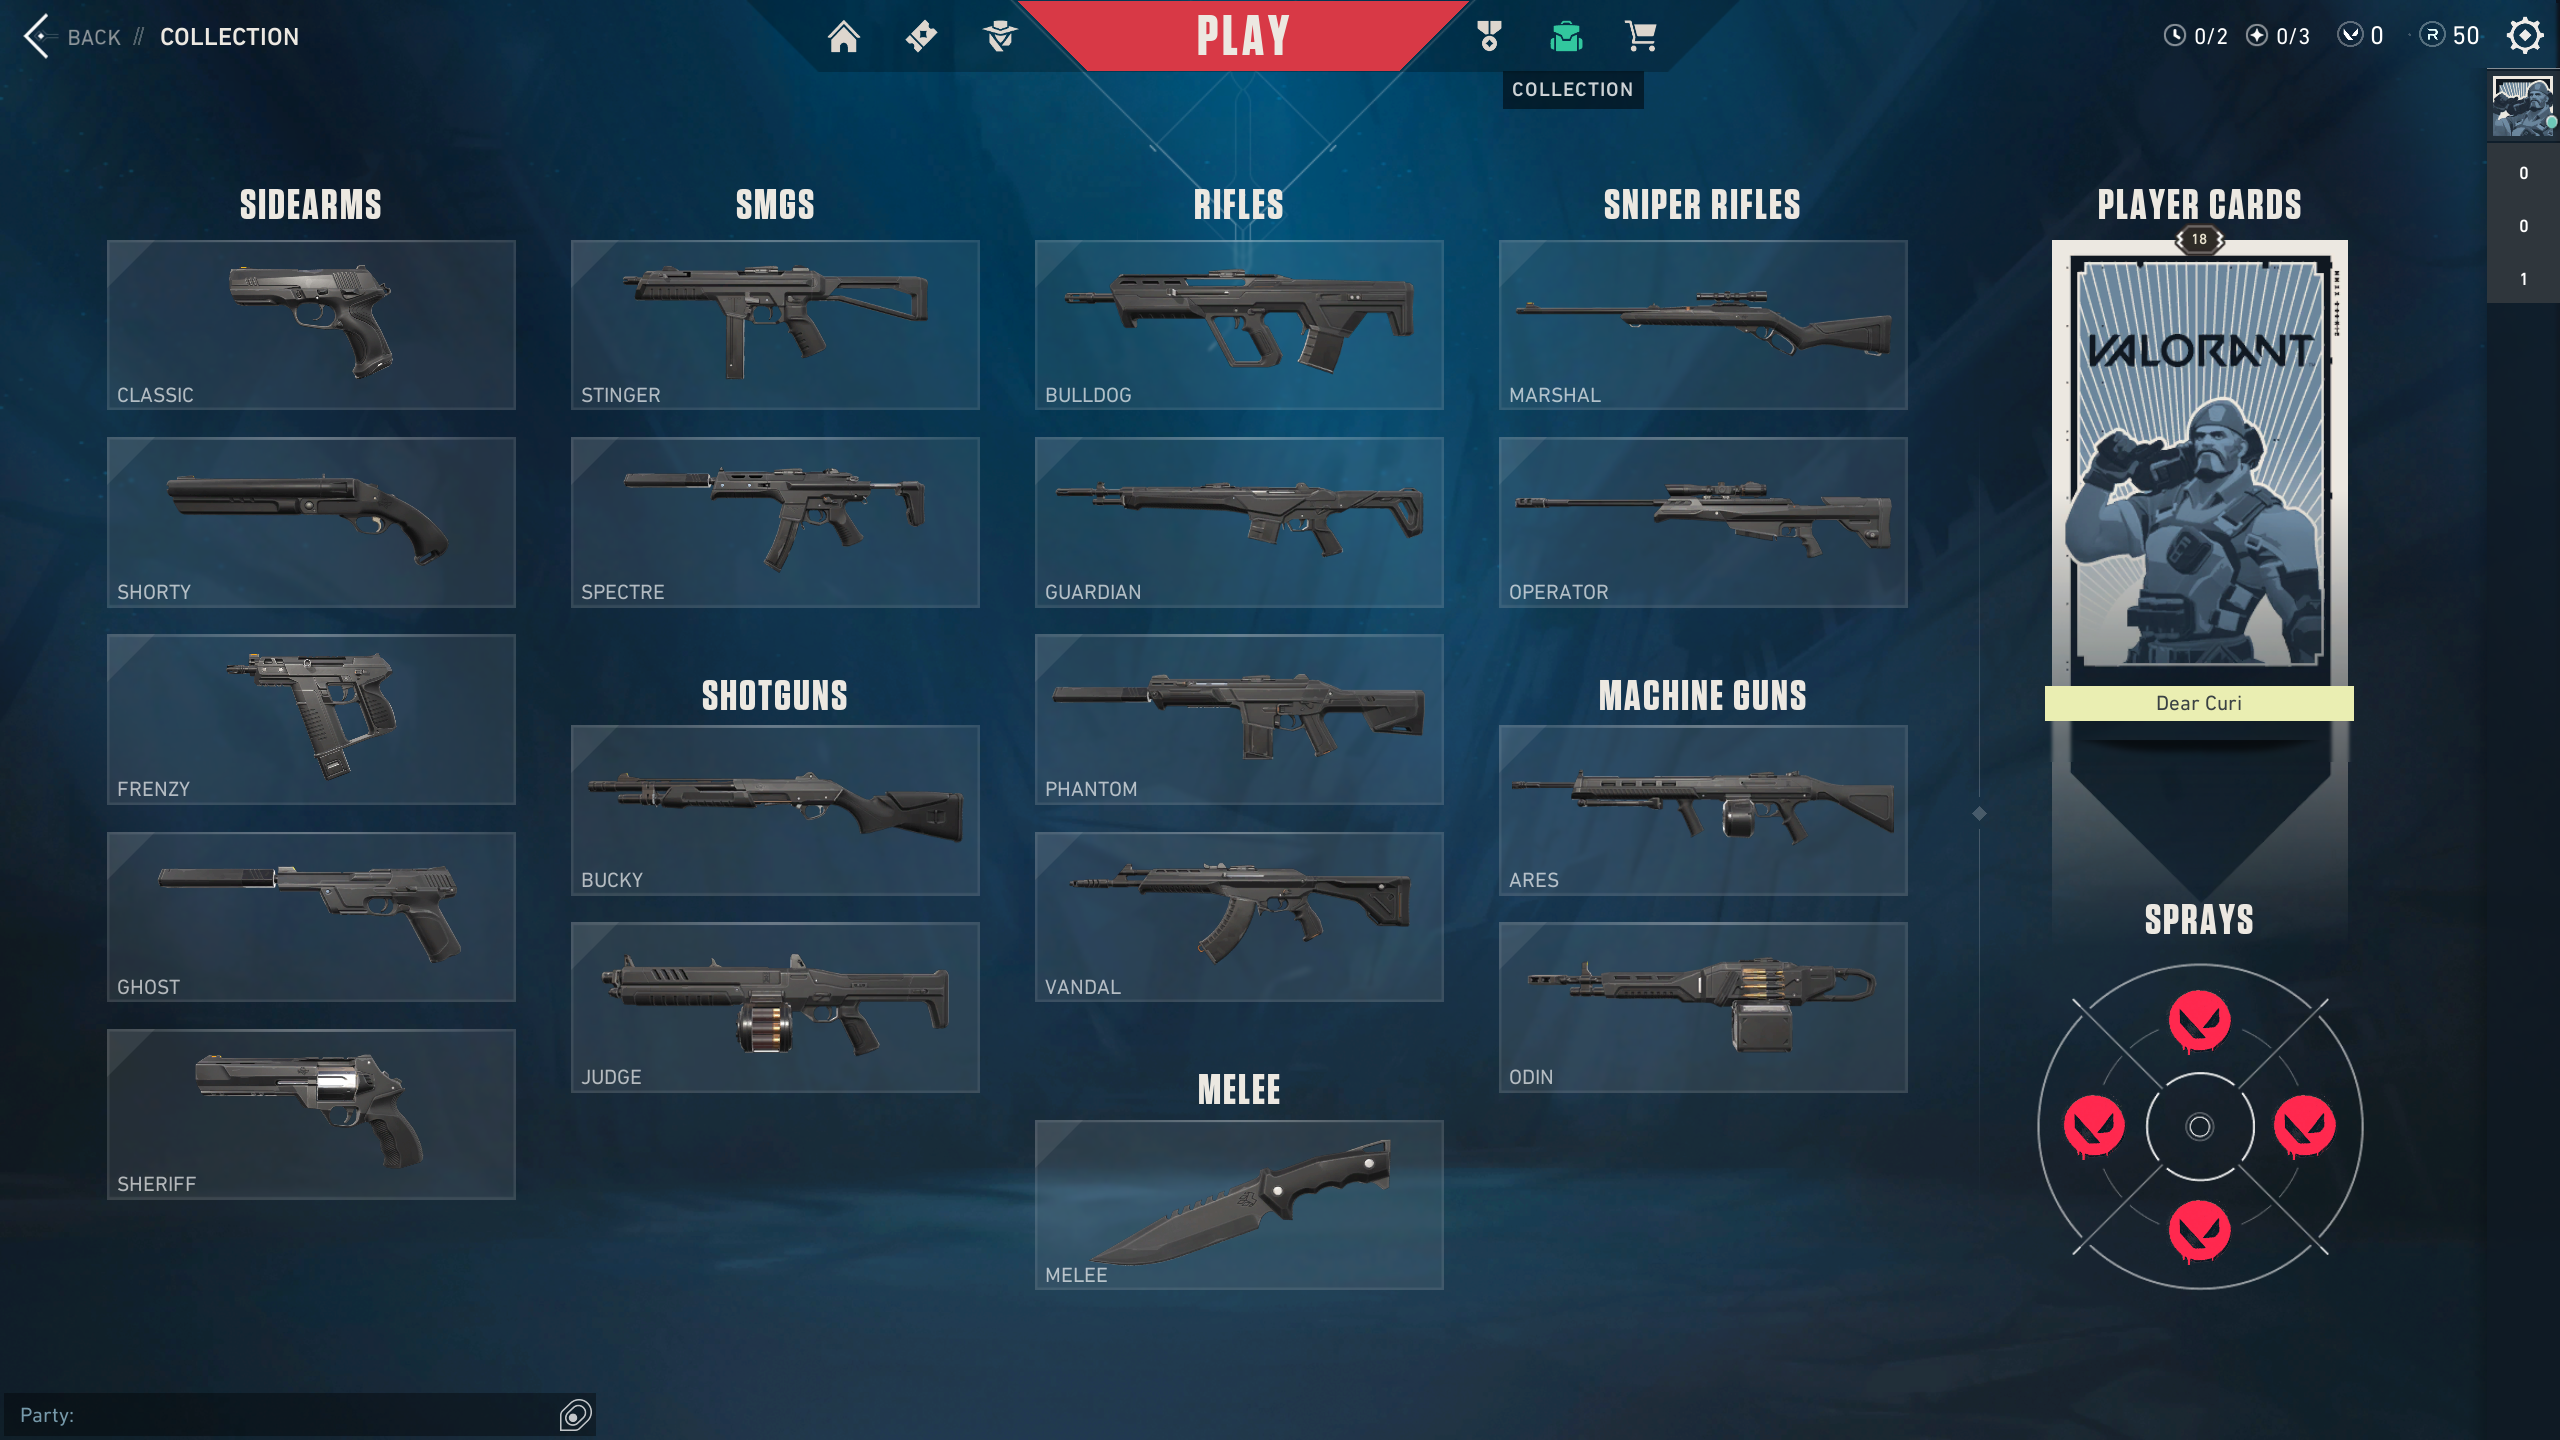 BACK // COLLECTION
PLAY
0/2 0/3 0 R 50
COLLECTION
0
0
1
SIDEARMS
CLASSIC
SHORTY
FRENZY
GHOST
SHERIFF
SMGS
STINGER
SPECTRE
SHOTGUNS
BUCKY
JUDGE
RIFLES
BULLDOG
GUARDIAN
PHANTOM
VANDAL
MELEE
MELEE
SNIPER RIFLES
MARSHAL
OPERATOR
MACHINE GUNS
ARES
ODIN
PLAYER CARDS
18
VALORANT
Dear Curi
SPRAYS
Party: